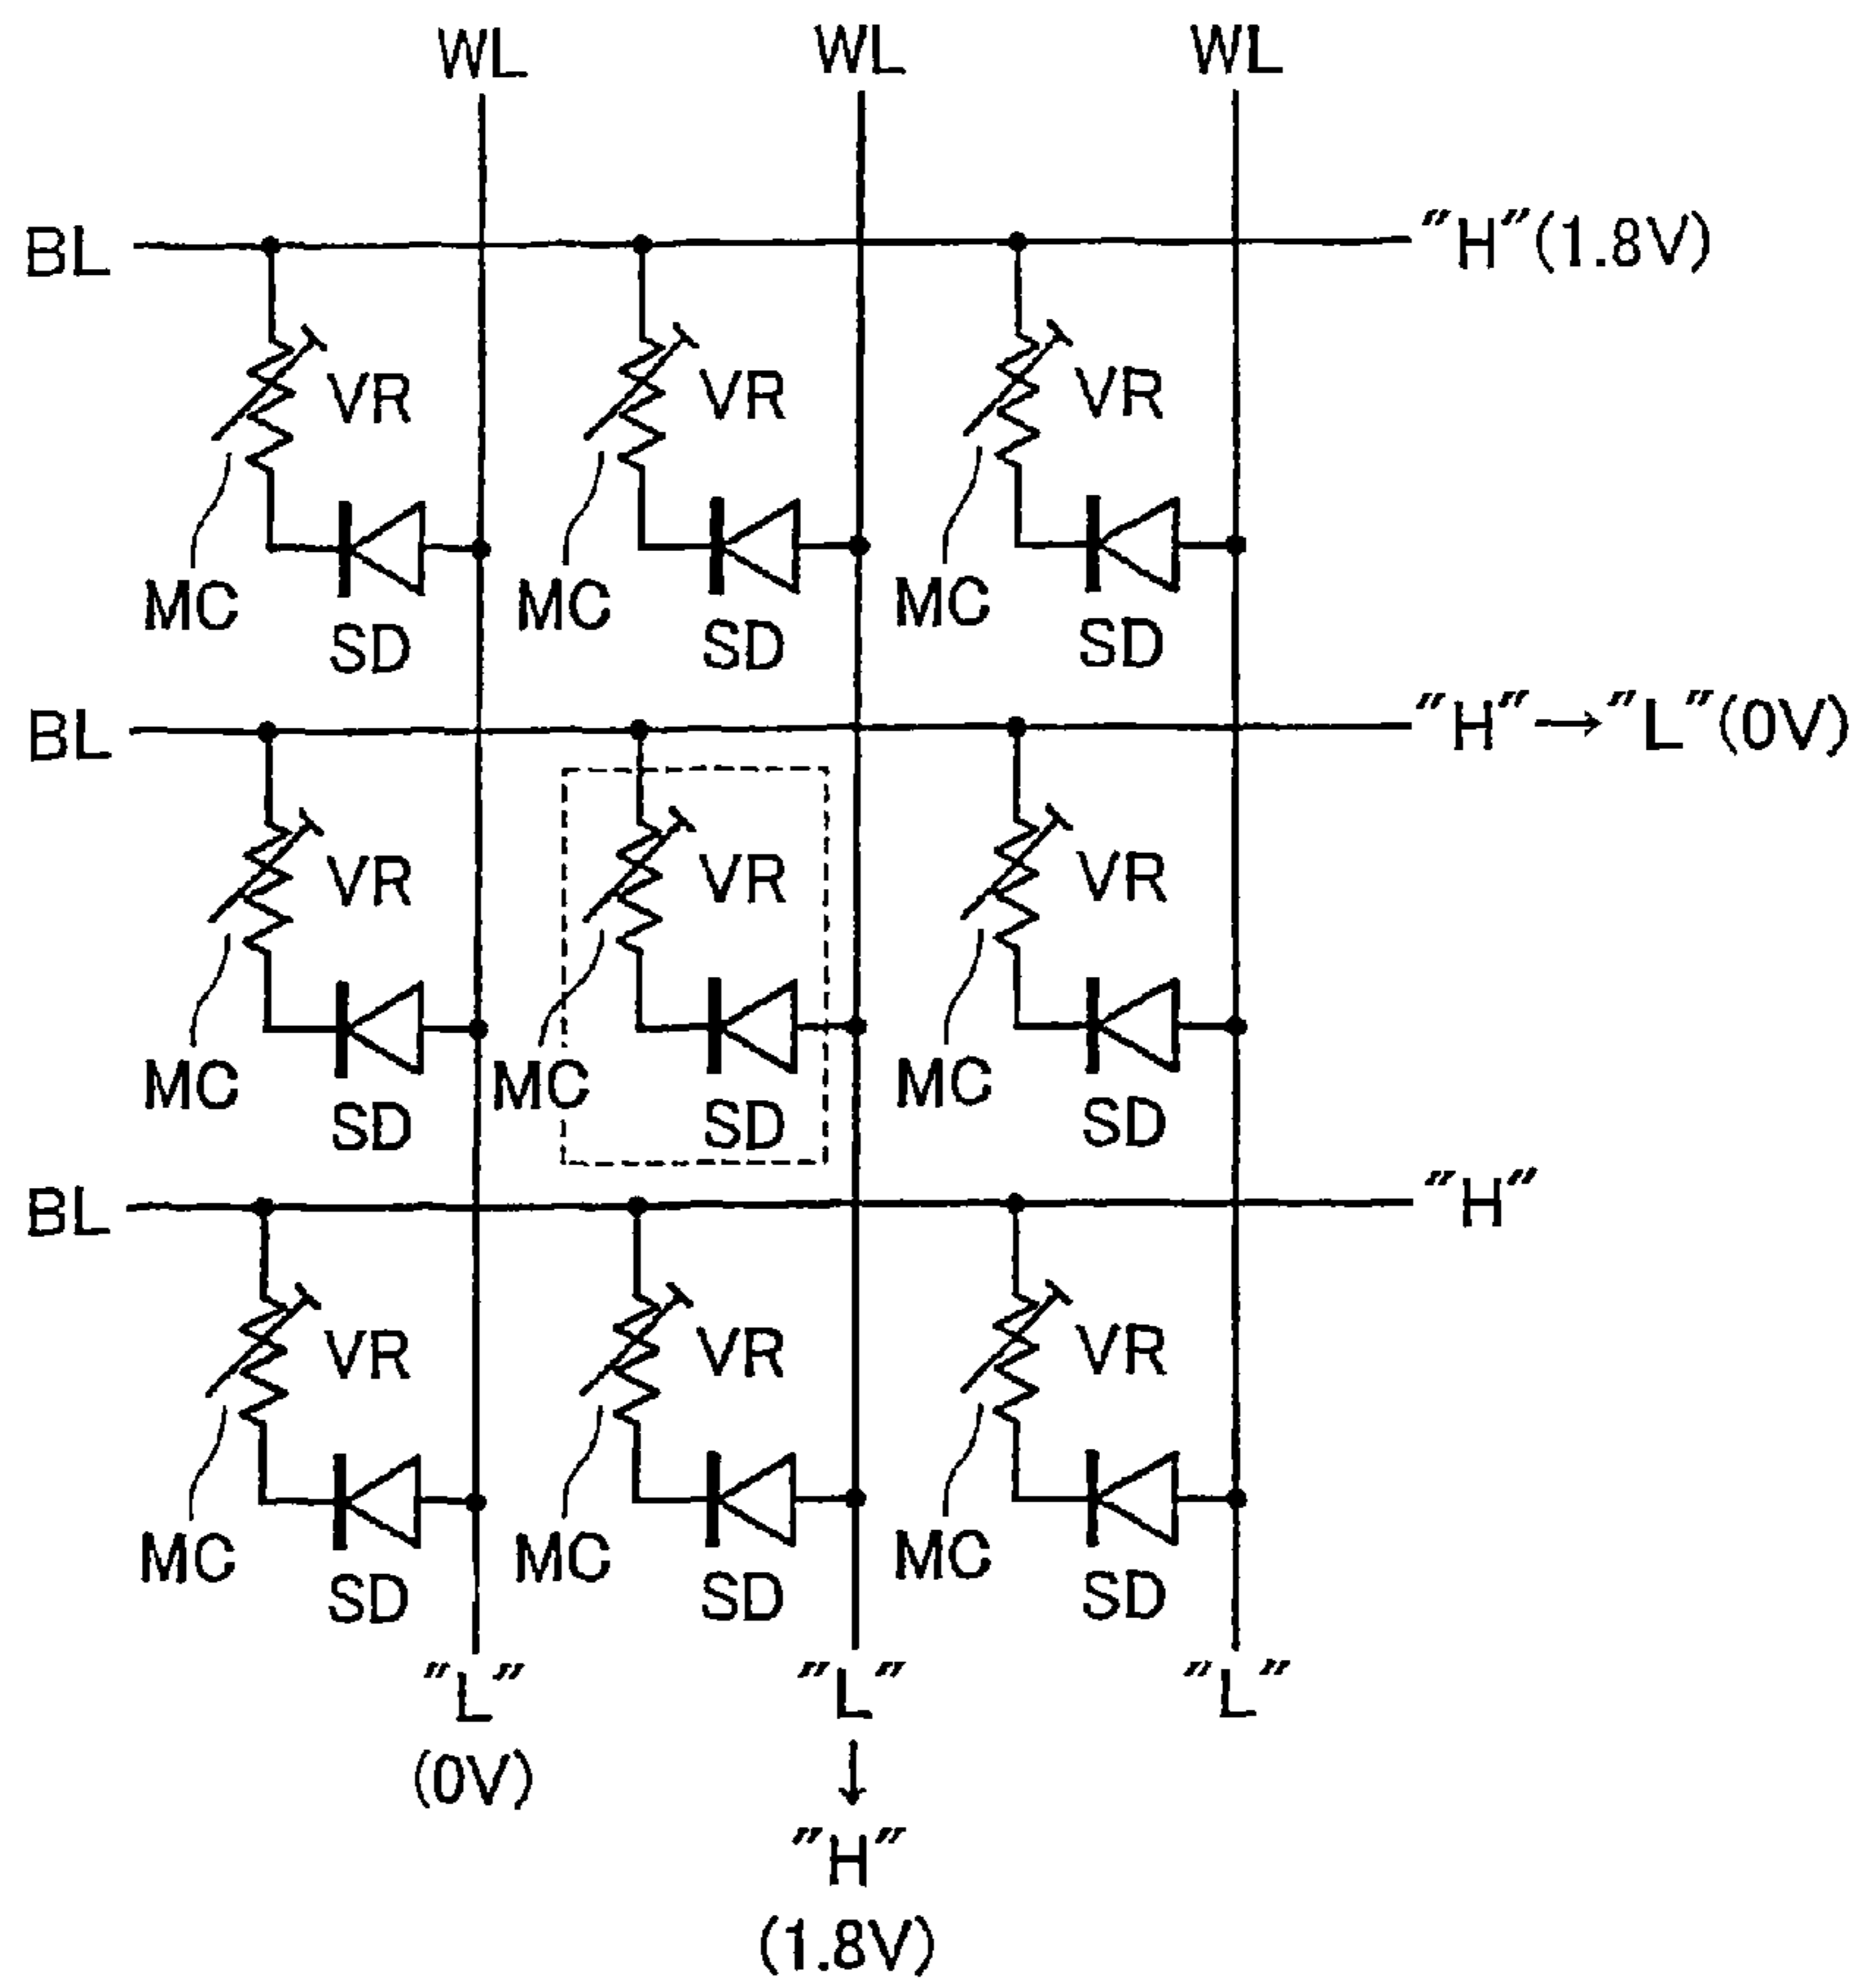 WL WL WL
BL "H"(1.8V)
VR VR VR
MC MC MC
SD SD SD
BL "H"→"L"(0V)
VR VR VR
MC MC MC
SD SD SD
BL "H"
VR VR VR
MC MC MC
SD SD SD
"L" "L" "L"
(0V) ↓
"H"
(1.8V)